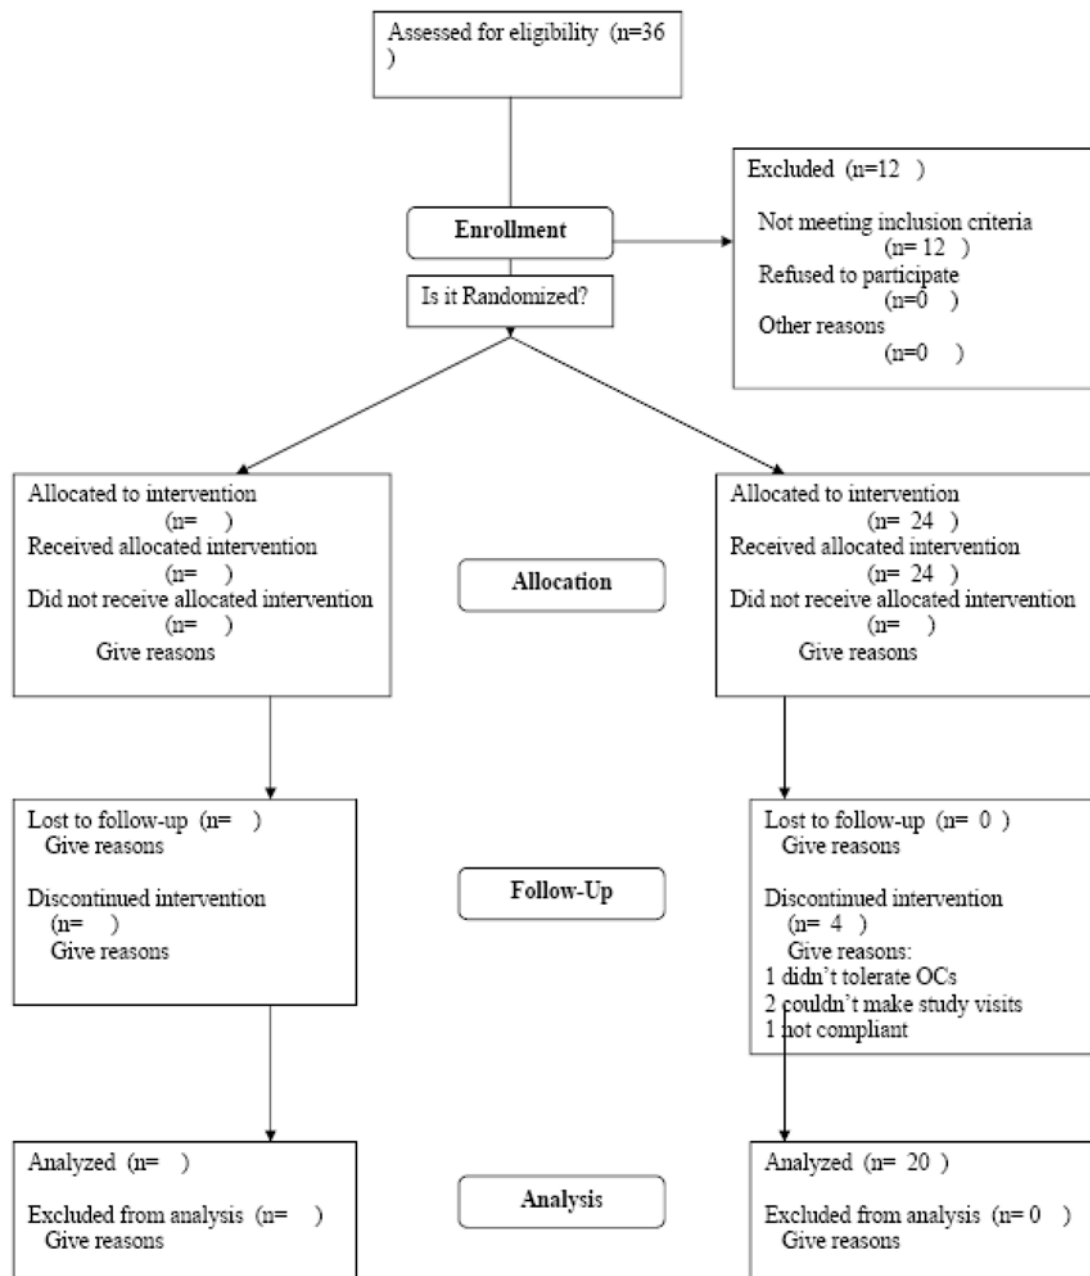 Assessed for eligibility (n=36
)
Excluded (n=12 )
Not meeting inclusion criteria
(n= 12 )
Refused to participate
(n=0 )
Other reasons
(n=0 )
Enrollment
Is it Randomized?
Allocated to intervention
(n= )
Received allocated intervention
(n= )
Did not receive allocated intervention
(n= )
Give reasons
Allocation
Allocated to intervention
(n= 24 )
Received allocated intervention
(n= 24 )
Did not receive allocated intervention
(n= )
Give reasons
Lost to follow-up (n= )
Give reasons
Discontinued intervention
(n= )
Give reasons
Follow-Up
Lost to follow-up (n= 0 )
Give reasons
Discontinued intervention
(n= 4 )
Give reasons:
1 didn't tolerate OCs
2 couldn't make study visits
1 not compliant
Analyzed (n= )
Excluded from analysis (n= )
Give reasons
Analysis
Analyzed (n= 20 )
Excluded from analysis (n= 0 )
Give reasons